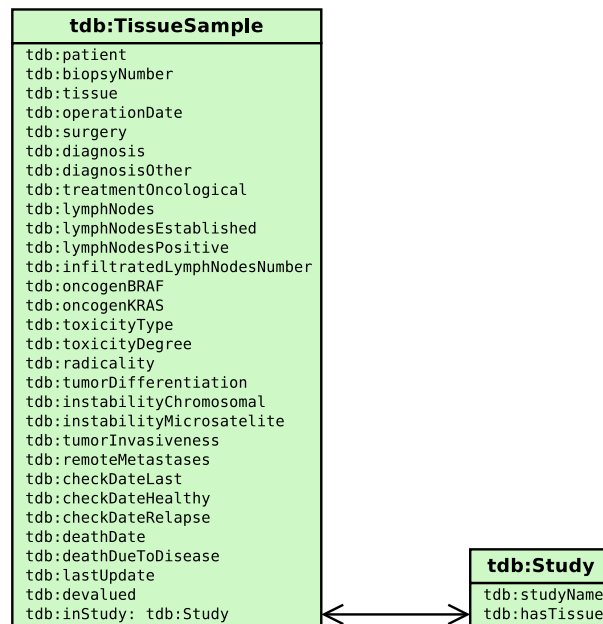 tdb:TissueSample
tdb:patient
tdb:biopsyNumber
tdb:tissue
tdb:operationDate
tdb:surgery
tdb:diagnosis
tdb:diagnosisOther
tdb:treatmentOncological
tdb:lymphNodes
tdb:lymphNodesEstablished
tdb:lymphNodesPositive
tdb:infiltratedLymphNodesNumber
tdb:oncogenBRAF
tdb:oncogenKRAS
tdb:toxicityType
tdb:toxicityDegree
tdb:radicality
tdb:tumorDifferentiation
tdb:instabilityChromosomal
tdb:instabilityMicrosatelite
tdb:tumorInvasiveness
tdb:remoteMetastases
tdb:checkDateLast
tdb:checkDateHealthy
tdb:checkDateRelapse
tdb:deathDate
tdb:deathDueToDisease
tdb:lastUpdate
tdb:devalued
tdb:inStudy: tdb:Study
tdb:Study
tdb:studyName
tdb:hasTissue